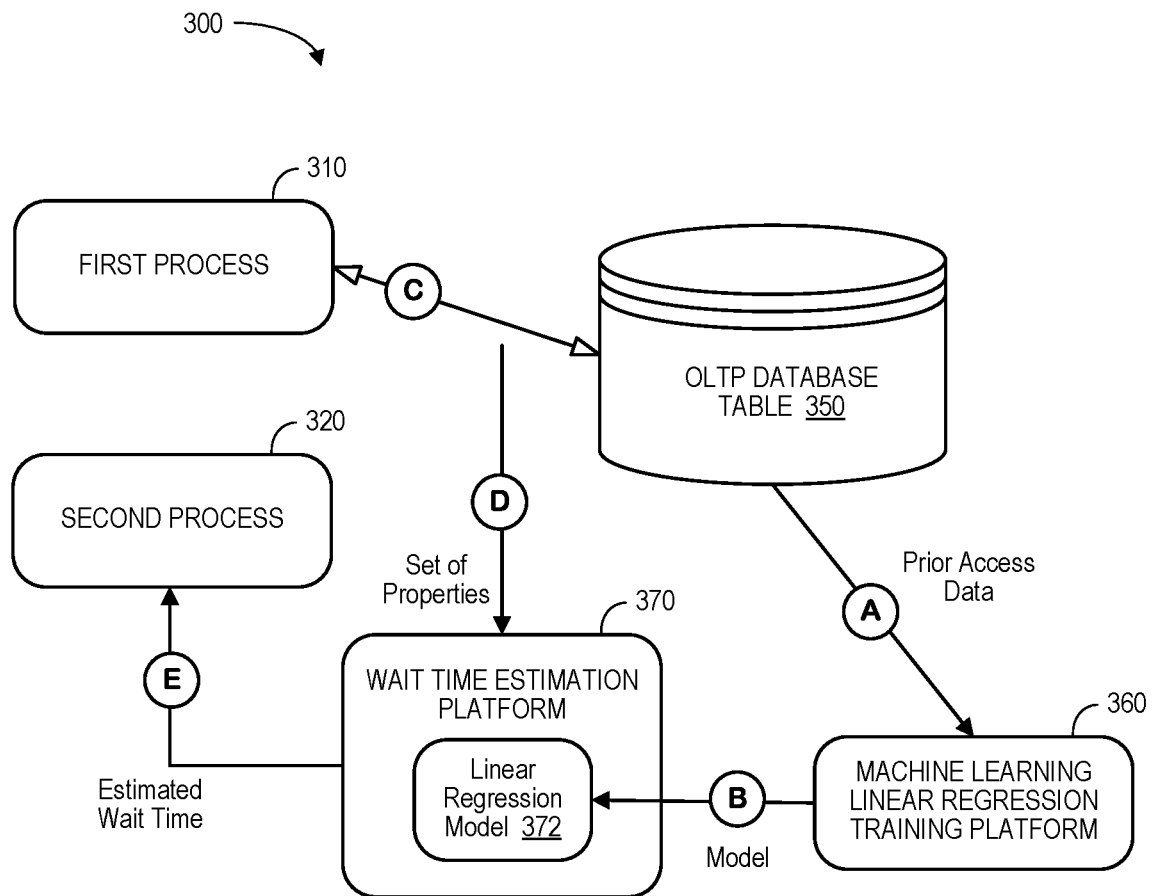 300
310
FIRST PROCESS
C
OLTP DATABASE
TABLE 350
320
SECOND PROCESS
D
Set of
Properties
Prior Access
Data
A
370
WAIT TIME ESTIMATION
PLATFORM
Linear
Regression
Model 372
E
Estimated
Wait Time
B
Model
360
MACHINE LEARNING
LINEAR REGRESSION
TRAINING PLATFORM